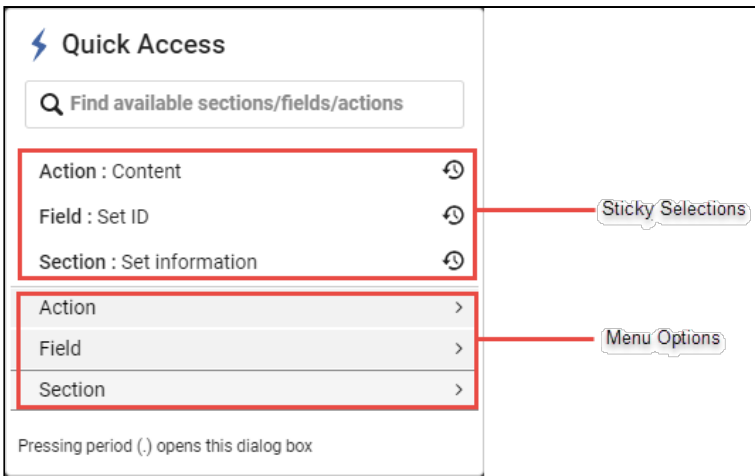 Quick Access
Find available sections/fields/actions
Action : Content
Field : Set ID
Sticky Selections
Section : Set information
Action
Field
Menu Options
Section
Pressing period (.) opens this dialog box